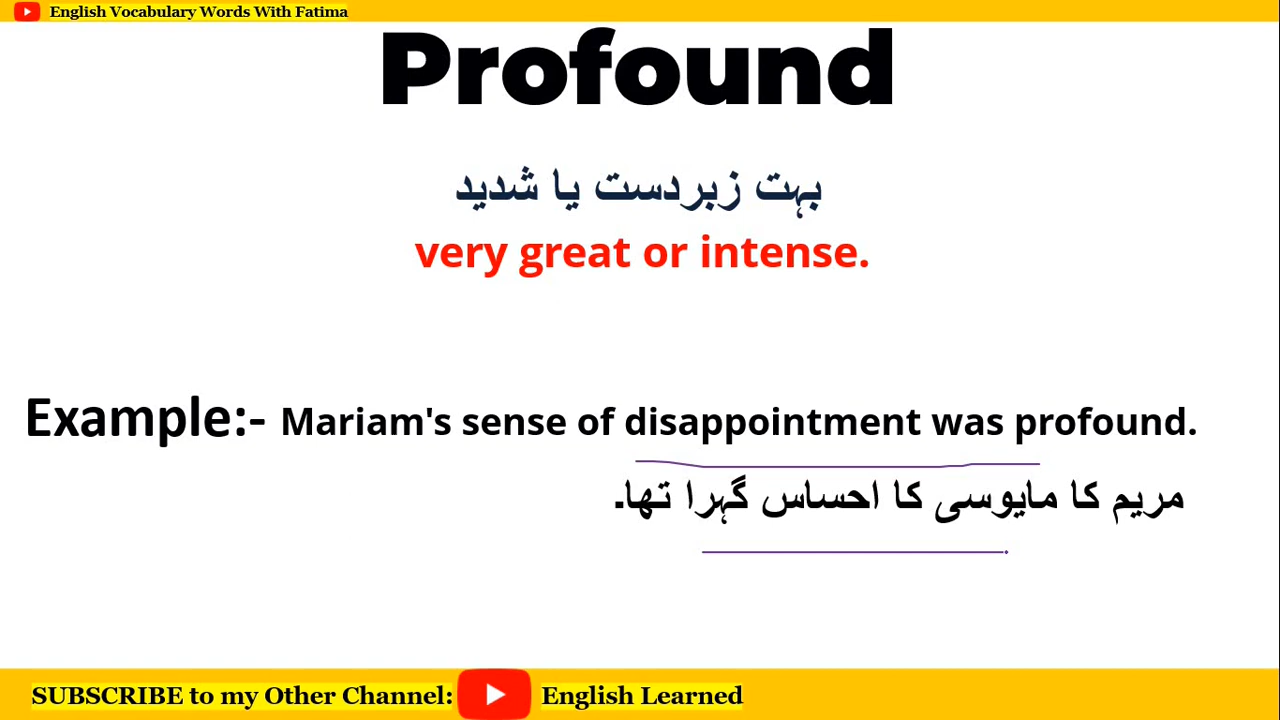 English Vocabulary Words With Fatima
Profound
بہت زبردست یا شدید
very great or intense.
Example:- Mariam's sense of disappointment was profound.
مریم کا مایوسی کا احساس گہرا تھا۔
SUBSCRIBE to my Other Channel: English Learned